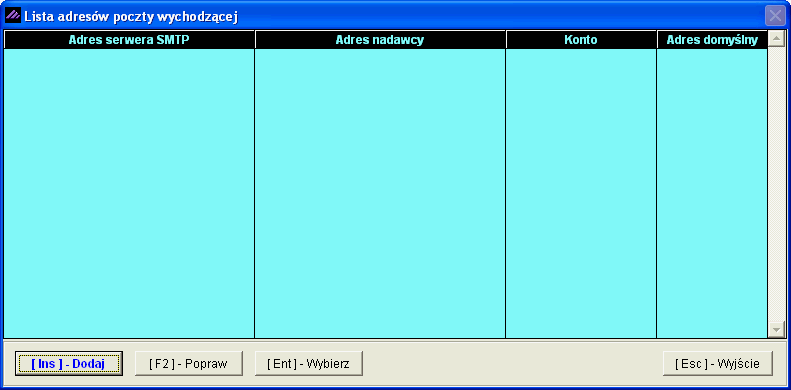 Lista adresów poczty wychodzącej
Adres serwera SMTP Adres nadawcy Konto Adres domyślny
[ Ins ] - Dodaj [ F2 ] - Popraw [ Ent ] - Wybierz [ Esc ] - Wyjście